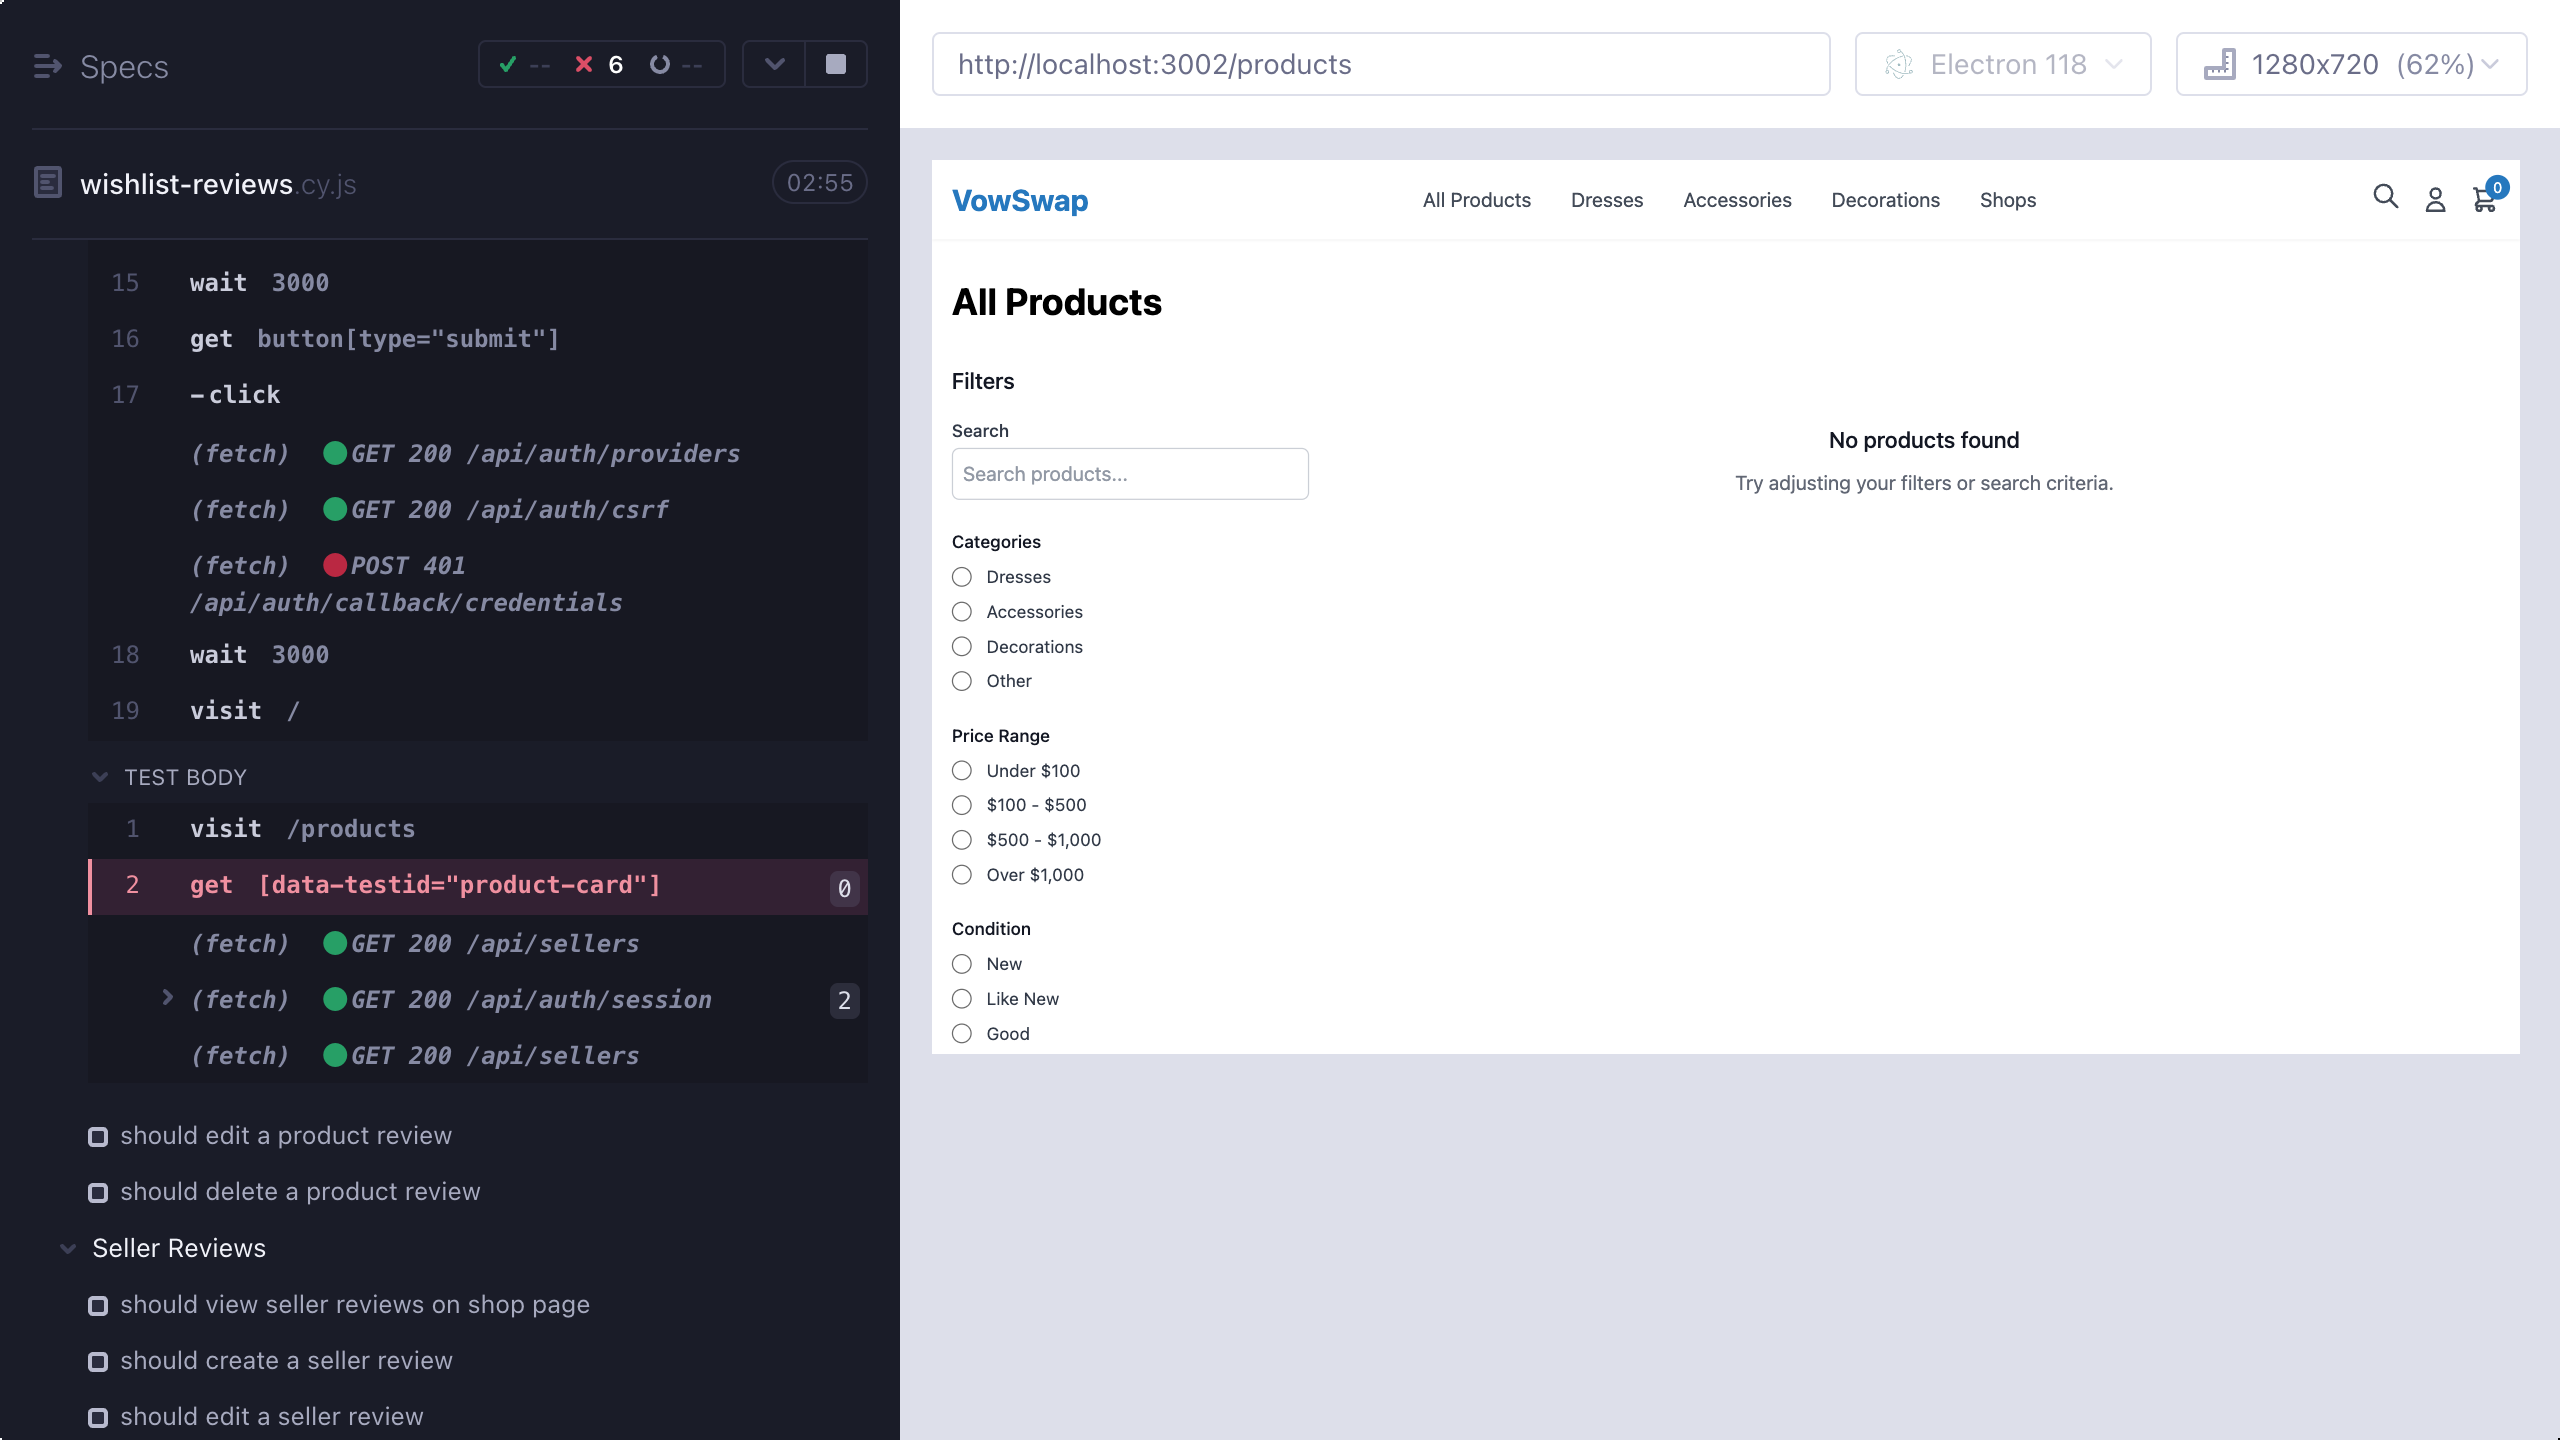 Specs
-- 6 --
wishlist-reviews.cy.js
02:55
15 wait 3000
16 get button[type="submit"]
17 -click
(fetch) GET 200 /api/auth/providers
(fetch) GET 200 /api/auth/csrf
(fetch) POST 401
/api/auth/callback/credentials
18 wait 3000
19 visit /
TEST BODY
1 visit /products
2 get [data-testid="product-card"] 0
(fetch) GET 200 /api/sellers
(fetch) GET 200 /api/auth/session 2
(fetch) GET 200 /api/sellers
should edit a product review
should delete a product review
Seller Reviews
should view seller reviews on shop page
should create a seller review
should edit a seller review
http://localhost:3002/products
Electron 118
1280x720 (62%)
VowSwap
All Products Dresses Accessories Decorations Shops
0
All Products
Filters
Search
Search products...
Categories
Dresses
Accessories
Decorations
Other
Price Range
Under $100
$100 - $500
$500 - $1,000
Over $1,000
Condition
New
Like New
Good
No products found
Try adjusting your filters or search criteria.